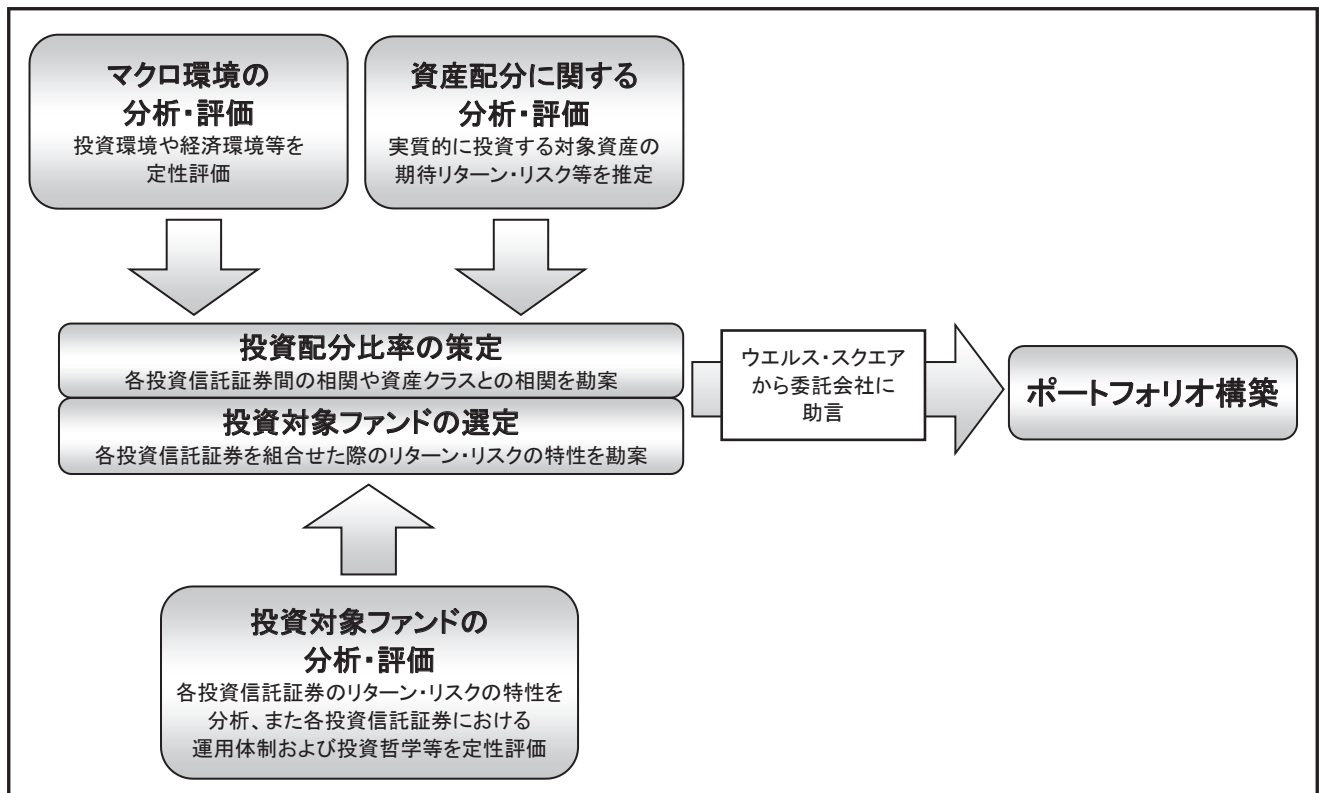 マクロ環境の
分析・評価
投資環境や経済環境等を
定性評価
資産配分に関する
分析・評価
実質的に投資する対象資産の
期待リターン・リスク等を推定
投資配分比率の策定
各投資信託証券間の相関や資産クラスとの相関を勘案
投資対象ファンドの選定
各投資信託証券を組合せた際のリターン・リスクの特性を勘案
ウエルス・スクエア
から委託会社に
助言
ポートフォリオ構築
投資対象ファンドの
分析・評価
各投資信託証券のリターン・リスクの特性を
分析、また各投資信託証券における
運用体制および投資哲学等を定性評価